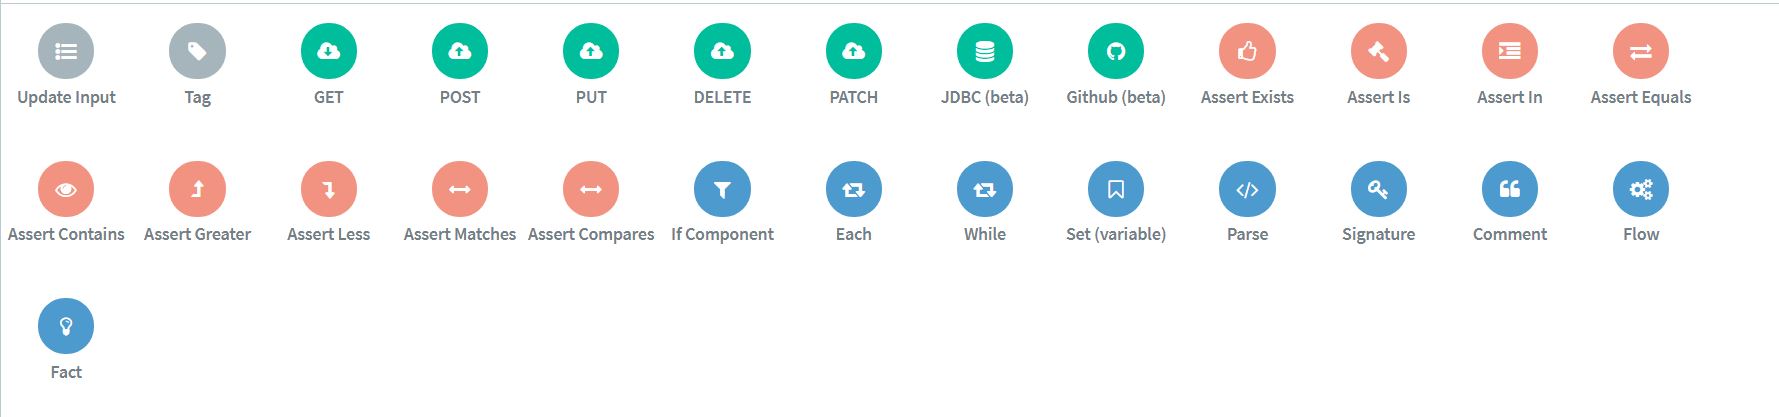 Update Input
Tag
GET
POST
PUT
DELETE
PATCH
JDBC (beta)
Github (beta)
Assert Exists
Assert Is
Assert In
Assert Equals
Assert Contains
Assert Greater
Assert Less
Assert Matches
Assert Compares
If Component
Each
While
Set (variable)
Parse
Signature
Comment
Flow
Fact